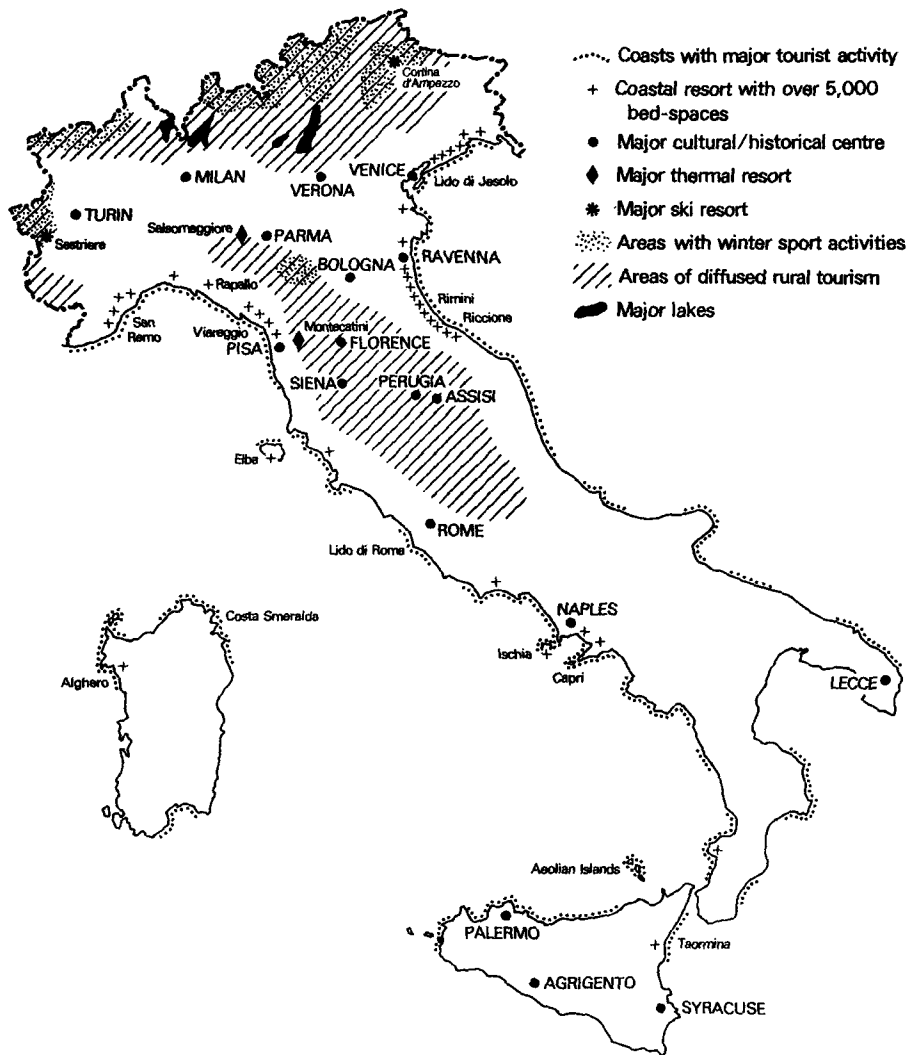 Coasts with major tourist activity
Coastal resort with over 5,000
bed-spaces
Major cultural/historical centre
Major thermal resort
Major ski resort
Areas with winter sport activities
Areas of diffused rural tourism
Major lakes
Cortina
d'Ampezzo
MILAN
VERONA
VENICE
Lido di Jesolo
TURIN
Sestriere
Salsomaggiore
PARMA
BOLOGNA
RAVENNA
Rapallo
Rimini
Riccione
San
Remo
Viareggio
Montecatini
PISA
FLORENCE
SIENA
PERUGIA
ASSISI
Elba
ROME
Lido di Roma
Costa Smeralda
Alghero
NAPLES
Ischia
Capri
LECCE
Aeolian Islands
PALERMO
Taormina
AGRIGENTO
SYRACUSE